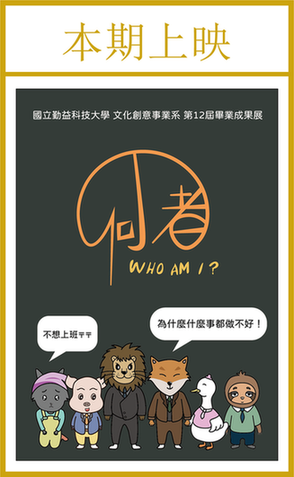 本期上映
國立勤益科技大學 文化創意事業系 第12屆畢業成果展
何者
WHO AM I?
不想上班〒〒
為什麼什麼事都做不好！